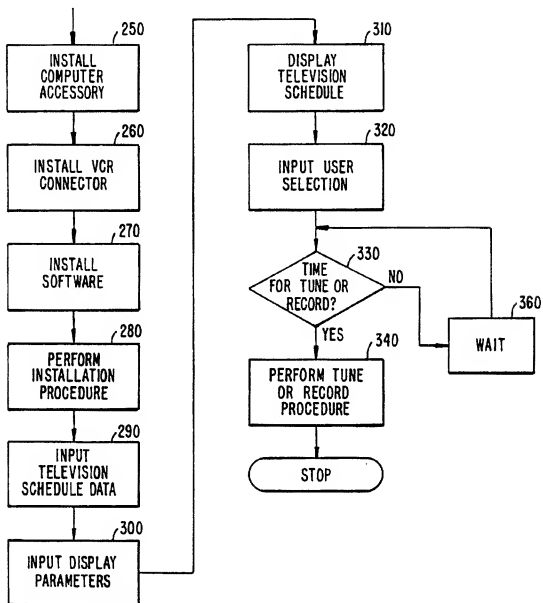 250
INSTALL
COMPUTER
ACCESSORY
260
INSTALL VCR
CONNECTOR
270
INSTALL
SOFTWARE
280
PERFORM
INSTALLATION
PROCEDURE
290
INPUT
TELEVISION
SCHEDULE DATA
300
INPUT DISPLAY
PARAMETERS
310
DISPLAY
TELEVISION
SCHEDULE
320
INPUT USER
SELECTION
330
TIME
FOR TUNE OR
RECORD?
NO
YES
360
WAIT
340
PERFORM TUNE
OR RECORD
PROCEDURE
STOP